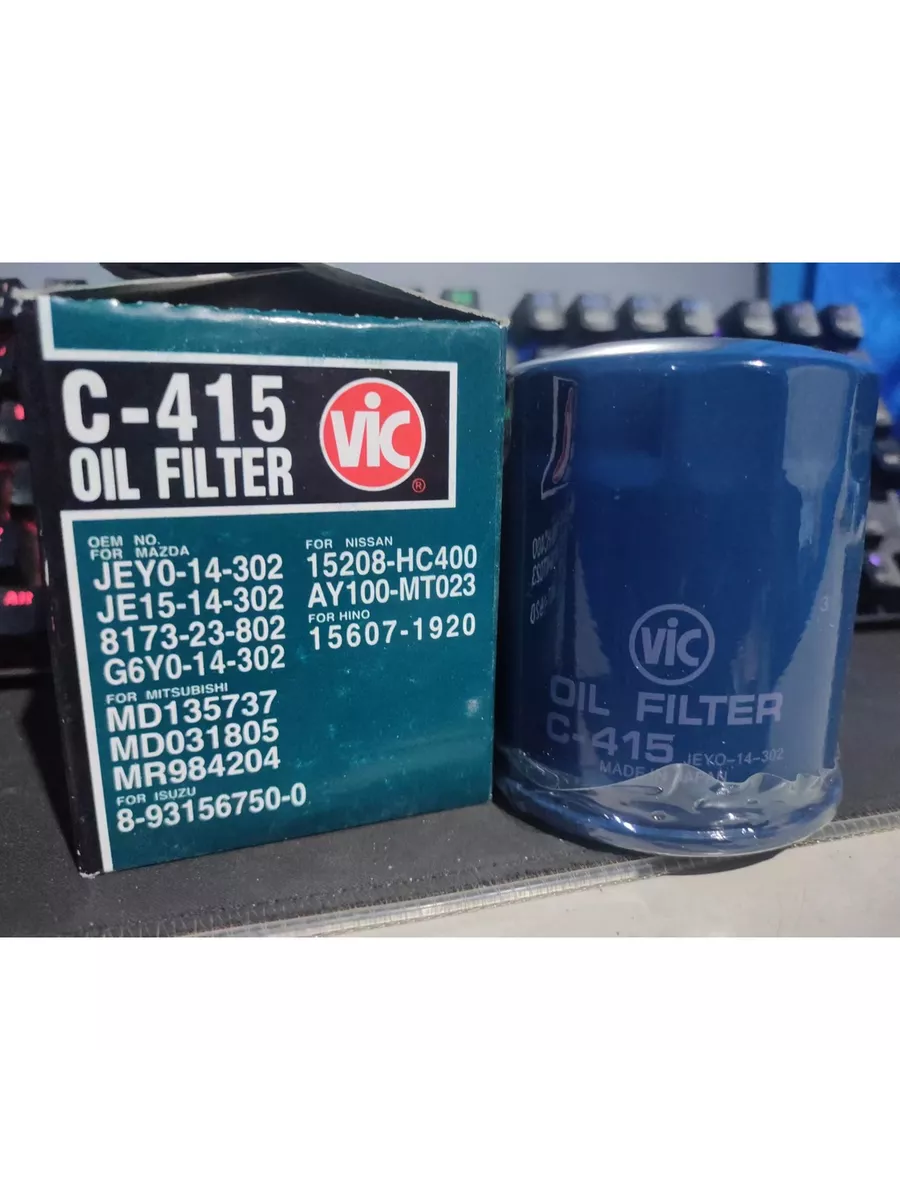 C-415
OIL FILTER
VIC
®
OEM NO.
FOR MAZDA
JEY0-14-302
JE15-14-302
8173-23-802
G6Y0-14-302
FOR MITSUBISHI
MD135737
MD031805
MR984204
FOR ISUZU
8-93156750-0
FOR NISSAN
15208-HC400
AY100-MT023
FOR HINO
15607-1920
VIC
OIL FILTER
C-415 JEYO-14-302
MADE IN JAPAN
3